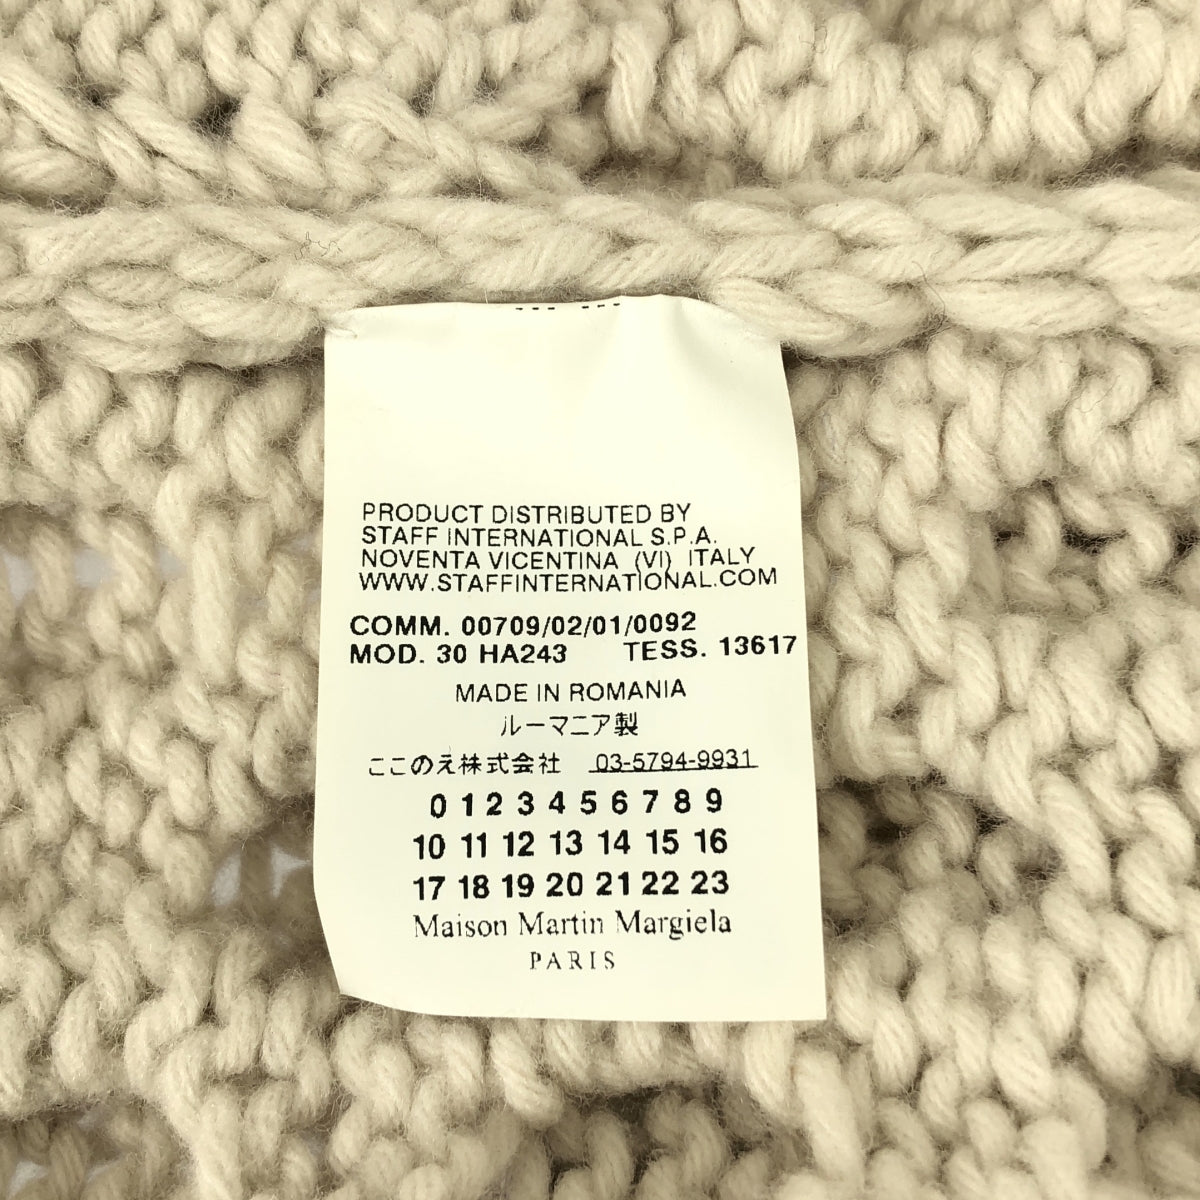 PRODUCT DISTRIBUTED BY
STAFF INTERNATIONAL S.P.A.
NOVENTA VICENTINA (VI) ITALY
WWW.STAFFINTERNATIONAL.COM
COMM. 00709/02/01/0092
MOD. 30 HA243 TESS. 13617
MADE IN ROMANIA
ルーマニア製
ここのえ株式会社 03-5794-9931
0 1 2 3 4 5 6 7 8 9
10 11 12 13 14 15 16
17 18 19 20 21 22 23
Maison Martin Margiela
PARIS